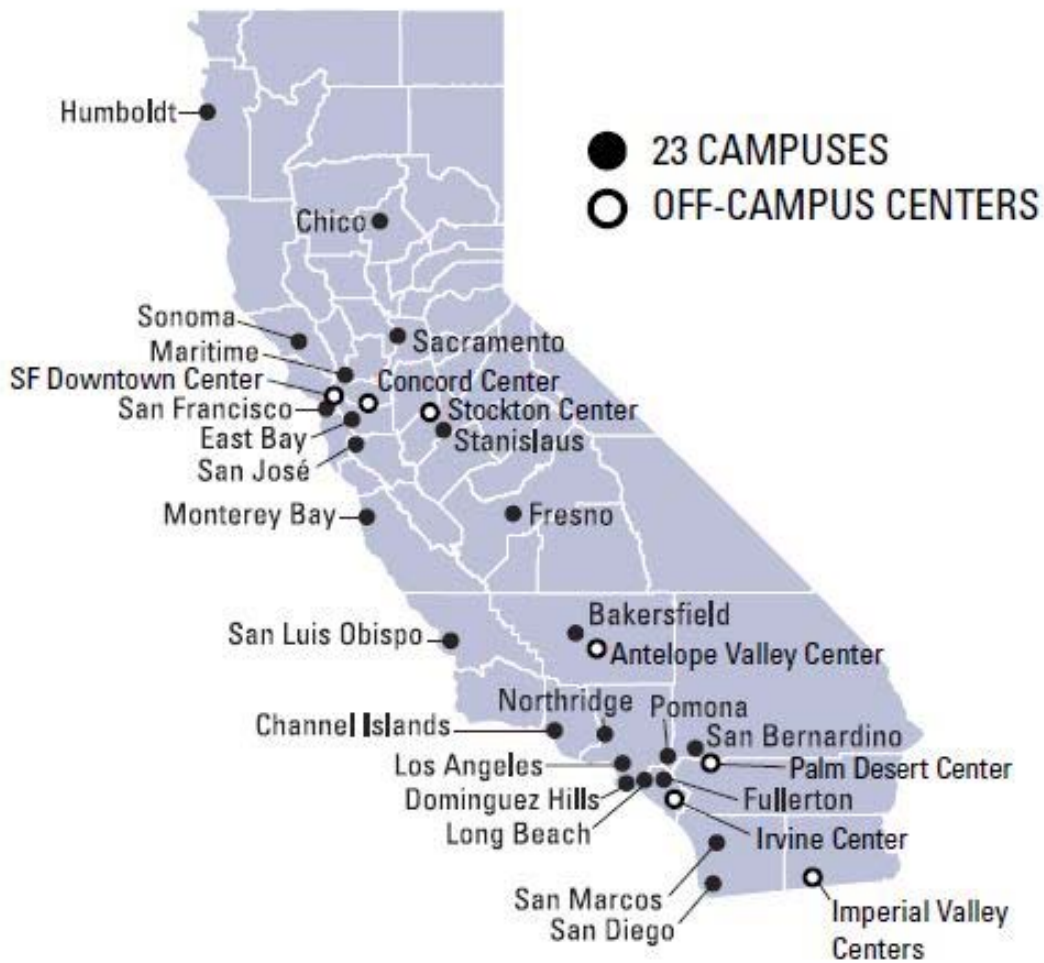 Humboldt
23 CAMPUSES
OFF-CAMPUS CENTERS
Chico
Sonoma
Sacramento
Maritime
SF Downtown Center
Concord Center
San Francisco
Stockton Center
East Bay
Stanislaus
San José
Monterey Bay
Fresno
Bakersfield
San Luis Obispo
Antelope Valley Center
Northridge
Pomona
Channel Islands
San Bernardino
Los Angeles
Palm Desert Center
Dominguez Hills
Fullerton
Long Beach
Irvine Center
San Marcos
San Diego
Imperial Valley
Centers